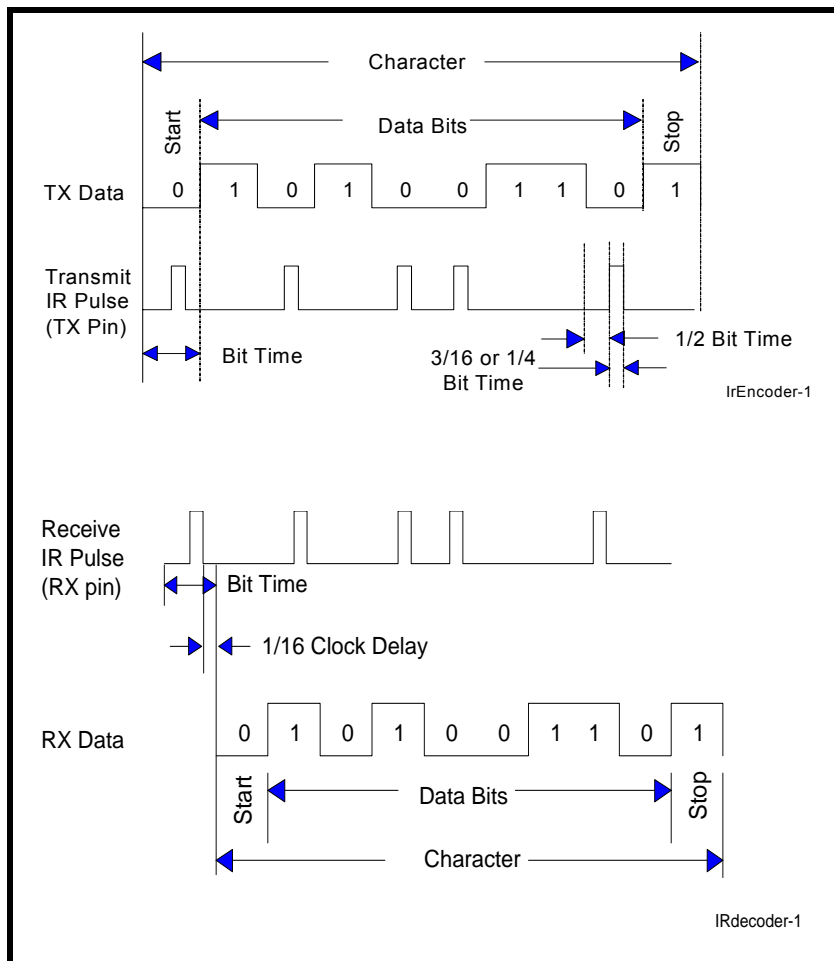 Character
Start
Data Bits
Stop
TX Data
0 1 0 1 0 0 1 1 0 1
Transmit
IR Pulse
(TX Pin)
Bit Time
1/2 Bit Time
3/16 or 1/4
Bit Time
IrEncoder-1
Receive
IR Pulse
(RX pin)
Bit Time
1/16 Clock Delay
RX Data
0 1 0 1 0 0 1 1 0 1
Start
Data Bits
Stop
Character
IRdecoder-1